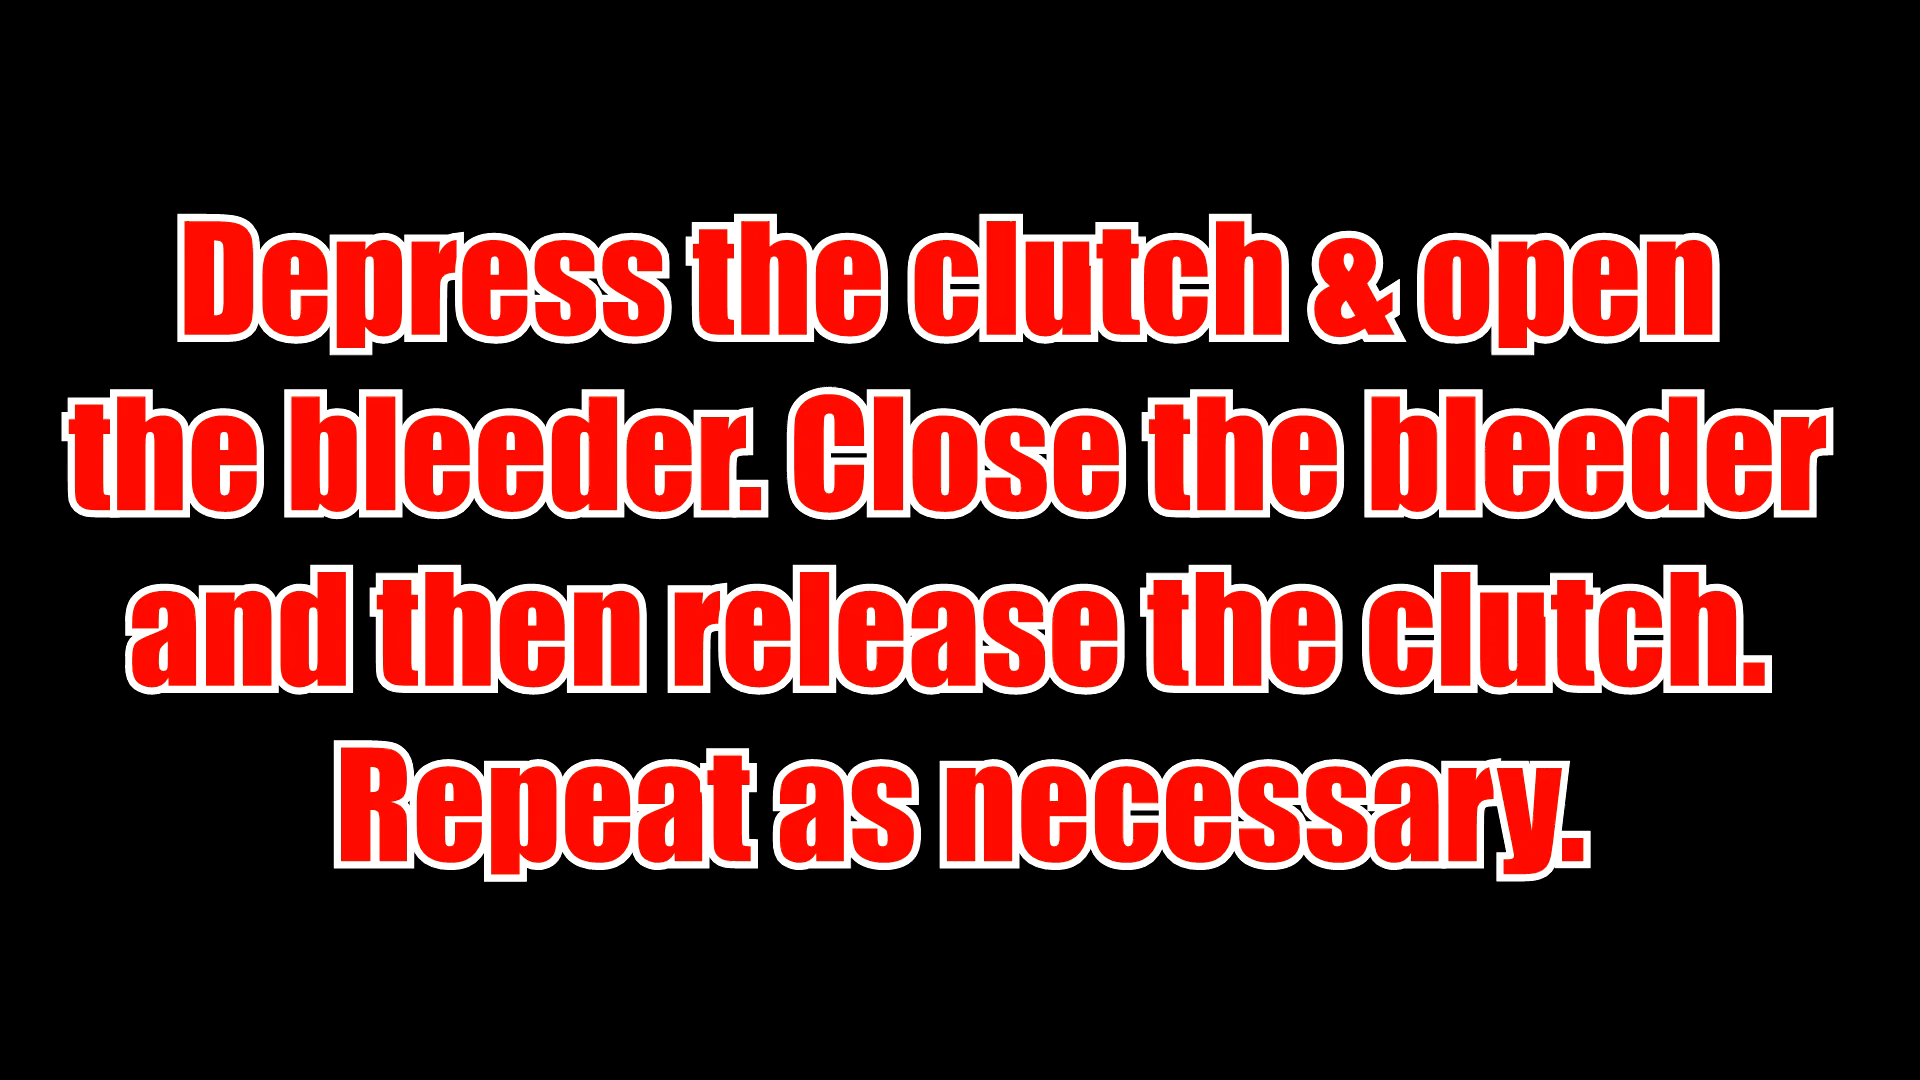 Depress the clutch & open
the bleeder. Close the bleeder
and then release the clutch.
Repeat as necessary.